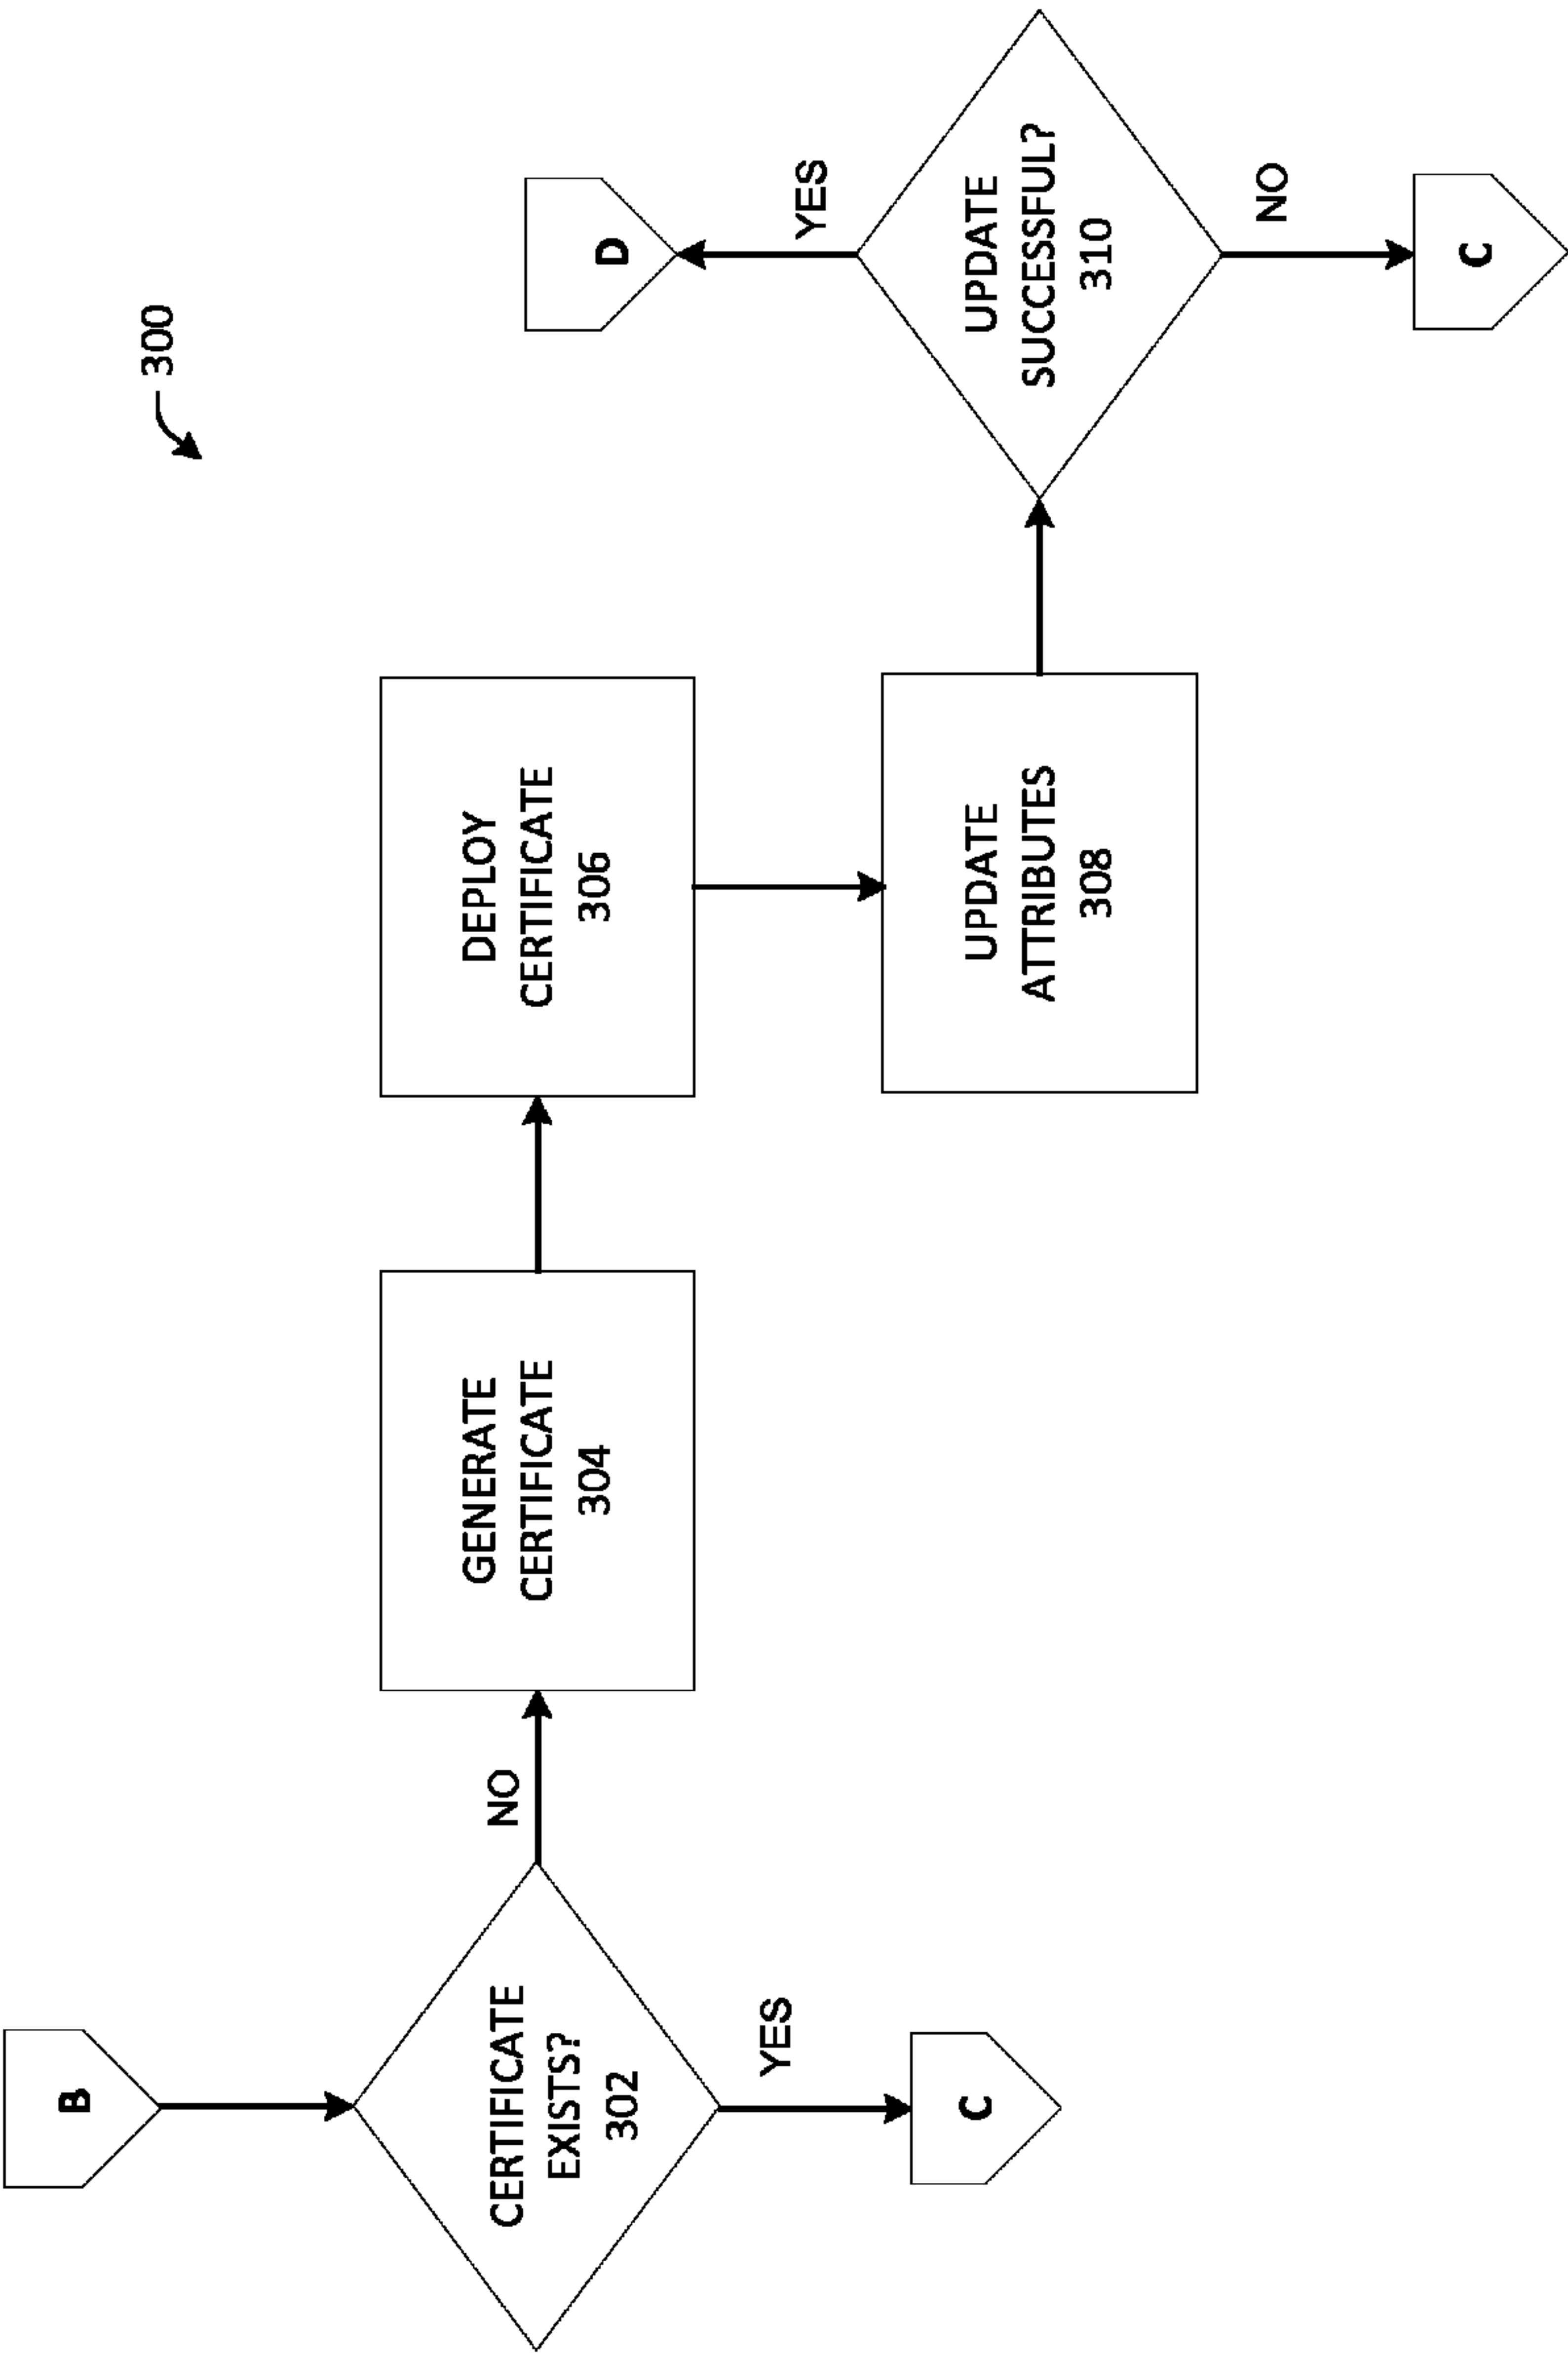 300
B
CERTIFICATE
EXISTS?
302
NO
YES
C
GENERATE
CERTIFICATE
304
DEPLOY
CERTIFICATE
306
UPDATE
ATTRIBUTES
308
UPDATE
SUCCESSFUL?
310
YES
D
NO
C